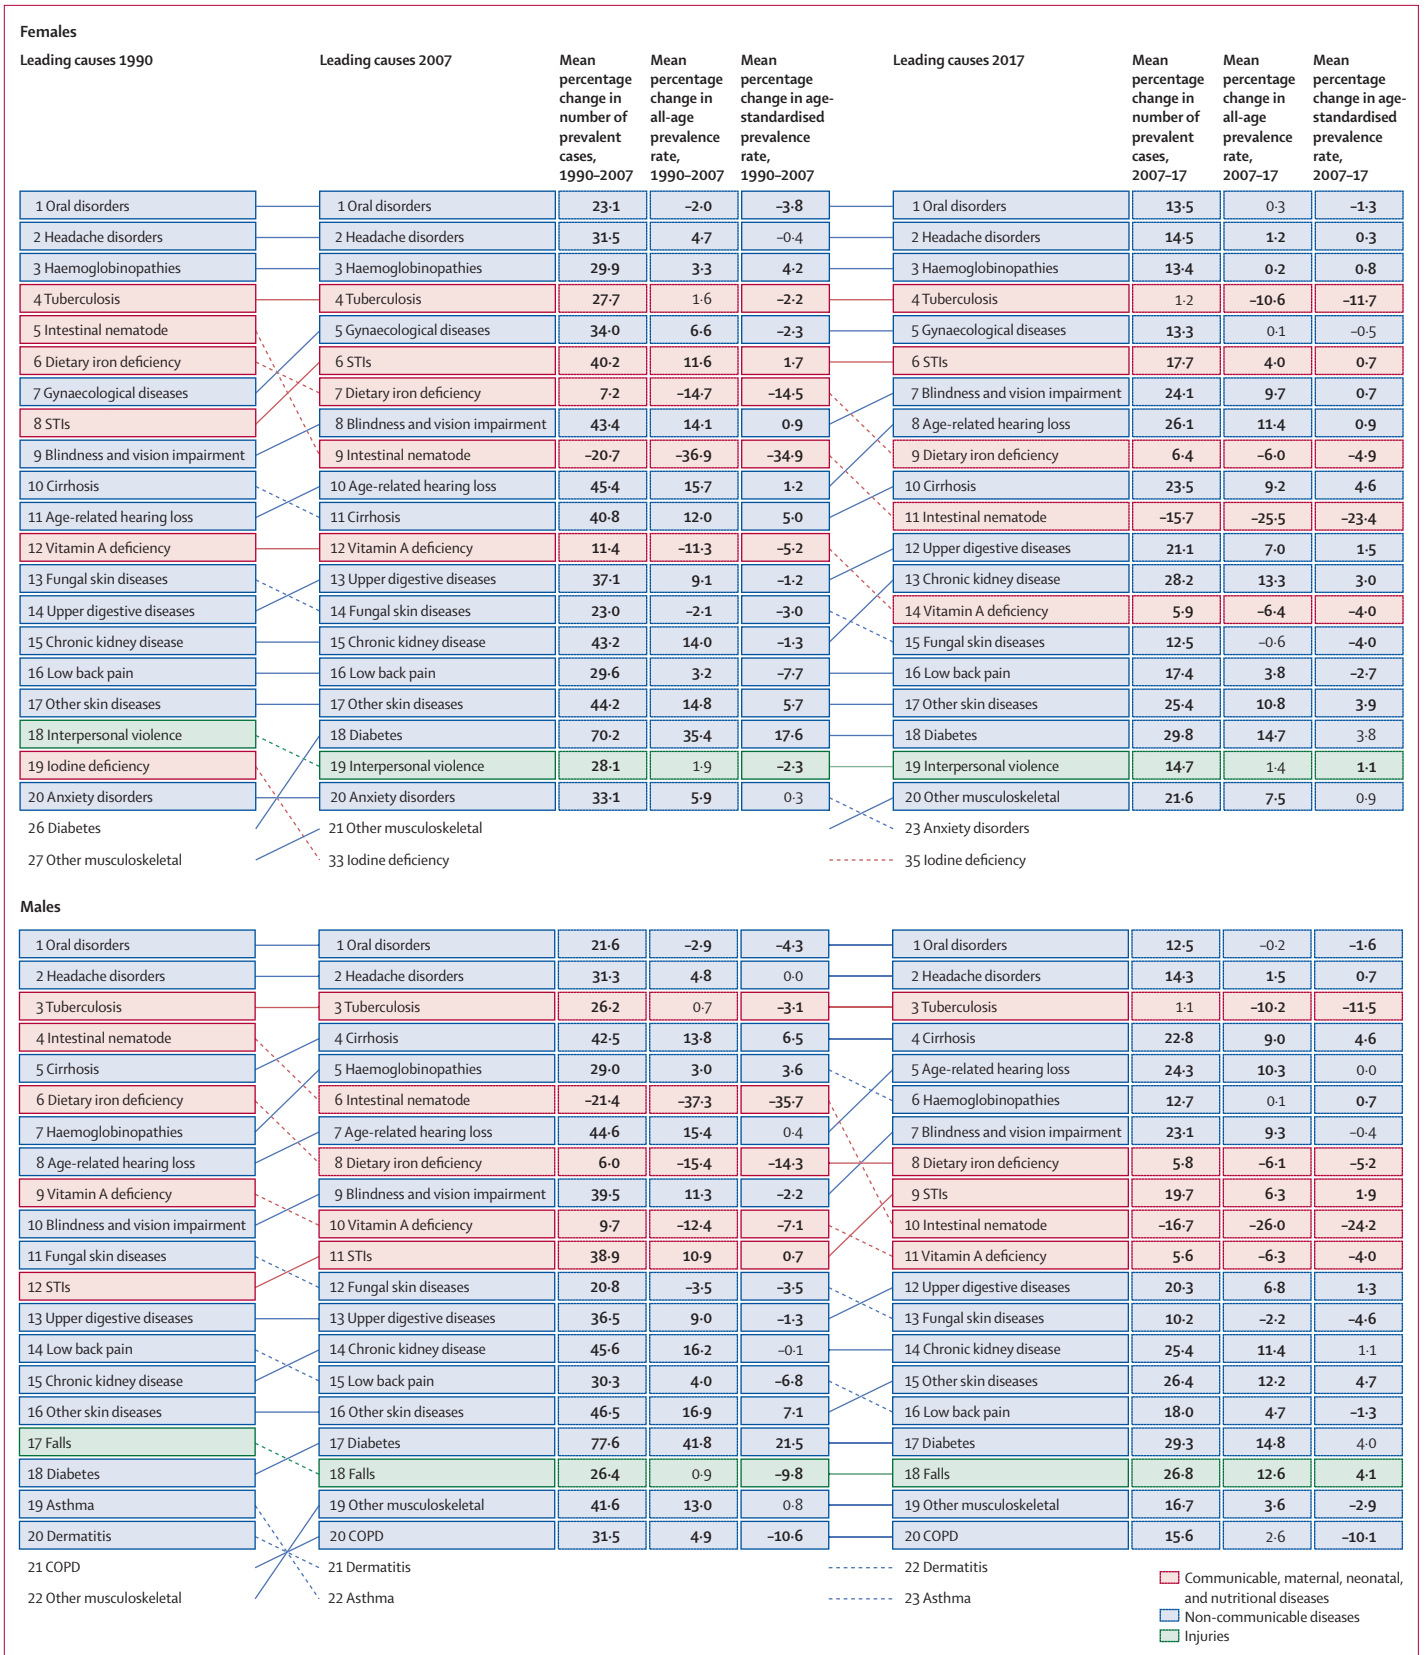 Females
Leading causes 1990
Leading causes 2007
Mean
percentage
change in
number of
prevalent
cases,
1990–2007
Mean
percentage
change in
all-age
prevalence
rate,
1990–2007
Mean
percentage
change in age-
standardised
prevalence
rate,
1990–2007
Leading causes 2017
Mean
percentage
change in
number of
prevalent
cases,
2007–17
Mean
percentage
change in
all-age
prevalence
rate,
2007–17
Mean
percentage
change in age-
standardised
prevalence
rate,
2007–17
1 Oral disorders 1 Oral disorders 23·1 –2·0 –3·8 1 Oral disorders 13·5 0·3 –1·3
2 Headache disorders 2 Headache disorders 31·5 4·7 –0·4 2 Headache disorders 14·5 1·2 0·3
3 Haemoglobinopathies 3 Haemoglobinopathies 29·9 3·3 4·2 3 Haemoglobinopathies 13·4 0·2 0·8
4 Tuberculosis 4 Tuberculosis 27·7 1·6 –2·2 4 Tuberculosis 1·2 –10·6 –11·7
5 Intestinal nematode 5 Gynaecological diseases 34·0 6·6 –2·3 5 Gynaecological diseases 13·3 0·1 –0·5
6 Dietary iron deficiency 6 STIs 40·2 11·6 1·7 6 STIs 17·7 4·0 0·7
7 Gynaecological diseases 7 Dietary iron deficiency 7·2 –14·7 –14·5 7 Blindness and vision impairment 24·1 9·7 0·7
8 STIs 8 Blindness and vision impairment 43·4 14·1 0·9 8 Age-related hearing loss 26·1 11·4 0·9
9 Blindness and vision impairment 9 Intestinal nematode –20·7 –36·9 –34·9 9 Dietary iron deficiency 6·4 –6·0 –4·9
10 Cirrhosis 10 Age-related hearing loss 45·4 15·7 1·2 10 Cirrhosis 23·5 9·2 4·6
11 Age-related hearing loss 11 Cirrhosis 40·8 12·0 5·0 11 Intestinal nematode –15·7 –25·5 –23·4
12 Vitamin A deficiency 12 Vitamin A deficiency 11·4 –11·3 –5·2 12 Upper digestive diseases 21·1 7·0 1·5
13 Fungal skin diseases 13 Upper digestive diseases 37·1 9·1 –1·2 13 Chronic kidney disease 28·2 13·3 3·0
14 Upper digestive diseases 14 Fungal skin diseases 23·0 –2·1 –3·0 14 Vitamin A deficiency 5·9 –6·4 –4·0
15 Chronic kidney disease 15 Chronic kidney disease 43·2 14·0 –1·3 15 Fungal skin diseases 12·5 –0·6 –4·0
16 Low back pain 16 Low back pain 29·6 3·2 –7·7 16 Low back pain 17·4 3·8 –2·7
17 Other skin diseases 17 Other skin diseases 44·2 14·8 5·7 17 Other skin diseases 25·4 10·8 3·9
18 Interpersonal violence 18 Diabetes 70·2 35·4 17·6 18 Diabetes 29·8 14·7 3·8
19 Iodine deficiency 19 Interpersonal violence 28·1 1·9 –2·3 19 Interpersonal violence 14·7 1·4 1·1
20 Anxiety disorders 20 Anxiety disorders 33·1 5·9 0·3 20 Other musculoskeletal 21·6 7·5 0·9
26 Diabetes 21 Other musculoskeletal 23 Anxiety disorders
27 Other musculoskeletal 33 Iodine deficiency 35 Iodine deficiency
Males
1 Oral disorders 1 Oral disorders 21·6 –2·9 –4·3 1 Oral disorders 12·5 –0·2 –1·6
2 Headache disorders 2 Headache disorders 31·3 4·8 0·0 2 Headache disorders 14·3 1·5 0·7
3 Tuberculosis 3 Tuberculosis 26·2 0·7 –3·1 3 Tuberculosis 1·1 –10·2 –11·5
4 Intestinal nematode 4 Cirrhosis 42·5 13·8 6·5 4 Cirrhosis 22·8 9·0 4·6
5 Cirrhosis 5 Haemoglobinopathies 29·0 3·0 3·6 5 Age-related hearing loss 24·3 10·3 0·0
6 Dietary iron deficiency 6 Intestinal nematode –21·4 –37·3 –35·7 6 Haemoglobinopathies 12·7 0·1 0·7
7 Haemoglobinopathies 7 Age-related hearing loss 44·6 15·4 0·4 7 Blindness and vision impairment 23·1 9·3 –0·4
8 Age-related hearing loss 8 Dietary iron deficiency 6·0 –15·4 –14·3 8 Dietary iron deficiency 5·8 –6·1 –5·2
9 Vitamin A deficiency 9 Blindness and vision impairment 39·5 11·3 –2·2 9 STIs 19·7 6·3 1·9
10 Blindness and vision impairment 10 Vitamin A deficiency 9·7 –12·4 –7·1 10 Intestinal nematode –16·7 –26·0 –24·2
11 Fungal skin diseases 11 STIs 38·9 10·9 0·7 11 Vitamin A deficiency 5·6 –6·3 –4·0
12 STIs 12 Fungal skin diseases 20·8 –3·5 –3·5 12 Upper digestive diseases 20·3 6·8 1·3
13 Upper digestive diseases 13 Upper digestive diseases 36·5 9·0 –1·3 13 Fungal skin diseases 10·2 –2·2 –4·6
14 Low back pain 14 Chronic kidney disease 45·6 16·2 –0·1 14 Chronic kidney disease 25·4 11·4 1·1
15 Chronic kidney disease 15 Low back pain 30·3 4·0 –6·8 15 Other skin diseases 26·4 12·2 4·7
16 Other skin diseases 16 Other skin diseases 46·5 16·9 7·1 16 Low back pain 18·0 4·7 –1·3
17 Falls 17 Diabetes 77·6 41·8 21·5 17 Diabetes 29·3 14·8 4·0
18 Diabetes 18 Falls 26·4 0·9 –9·8 18 Falls 26·8 12·6 4·1
19 Asthma 19 Other musculoskeletal 41·6 13·0 0·8 19 Other musculoskeletal 16·7 3·6 –2·9
20 Dermatitis 20 COPD 31·5 4·9 –10·6 20 COPD 15·6 2·6 –10·1
21 COPD 21 Dermatitis 22 Dermatitis
22 Other musculoskeletal 22 Asthma 23 Asthma
Communicable, maternal, neonatal,
and nutritional diseases
Non-communicable diseases
Injuries